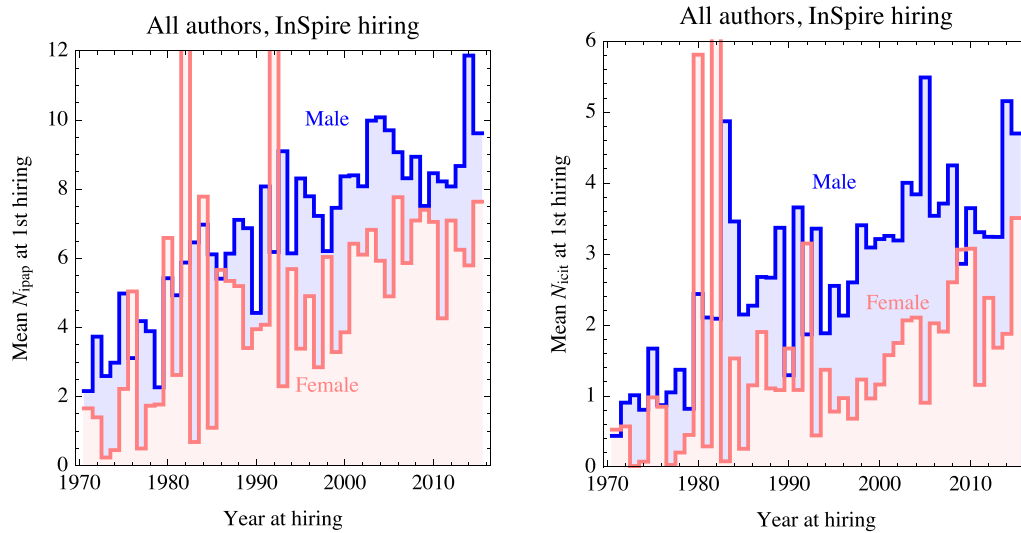 All authors, InSpire hiring
Mean N_ipap at 1st hiring
12
10
8
6
4
2
0
Male
Female
1970 1980 1990 2000 2010
Year at hiring
All authors, InSpire hiring
Mean N_icit at 1st hiring
6
5
4
3
2
1
0
Male
Female
1970 1980 1990 2000 2010
Year at hiring